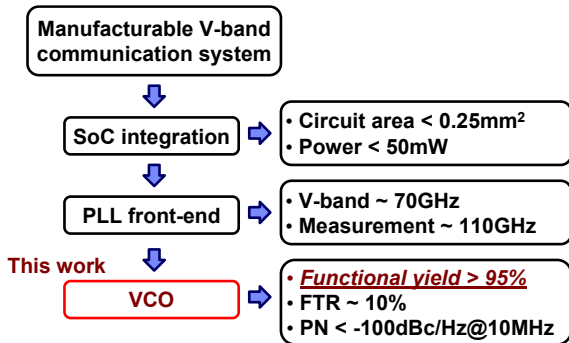 Manufacturable V-band
communication system
SoC integration
• Circuit area < 0.25mm²
• Power < 50mW
PLL front-end
• V-band ~ 70GHz
• Measurement ~ 110GHz
This work
VCO
• Functional yield > 95%
• FTR ~ 10%
• PN < -100dBc/Hz@10MHz